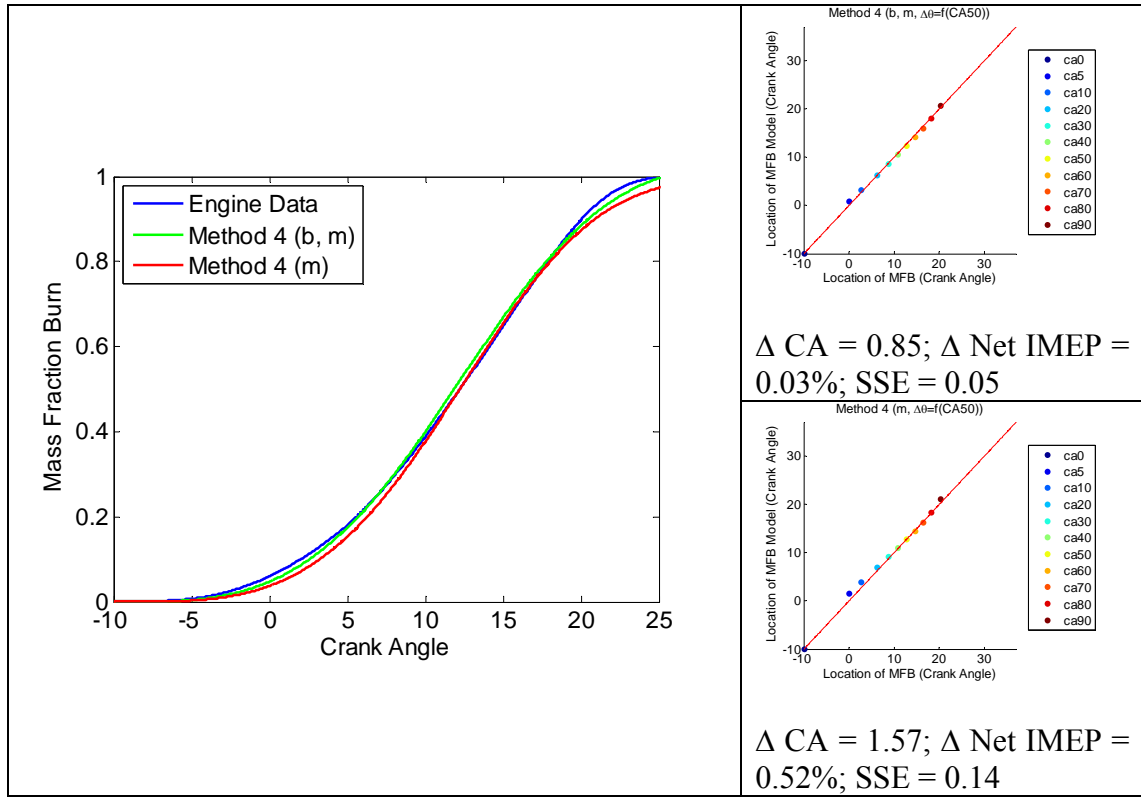 Mass Fraction Burn
1
0.8
0.6
0.4
0.2
0
Engine Data
Method 4 (b, m)
Method 4 (m)
-10
-5
0
5
10
15
20
25
Crank Angle
Method 4 (b, m, Δθ=f(CA50))
Location of MFB Model (Crank Angle)
30
20
10
0
-10
-10
0
10
20
30
Location of MFB (Crank Angle)
ca0
ca5
ca10
ca20
ca30
ca40
ca50
ca60
ca70
ca80
ca90
Δ CA = 0.85; Δ Net IMEP =
0.03%; SSE = 0.05
Method 4 (m, Δθ=f(CA50))
Location of MFB Model (Crank Angle)
30
20
10
0
-10
-10
0
10
20
30
Location of MFB (Crank Angle)
ca0
ca5
ca10
ca20
ca30
ca40
ca50
ca60
ca70
ca80
ca90
Δ CA = 1.57; Δ Net IMEP =
0.52%; SSE = 0.14